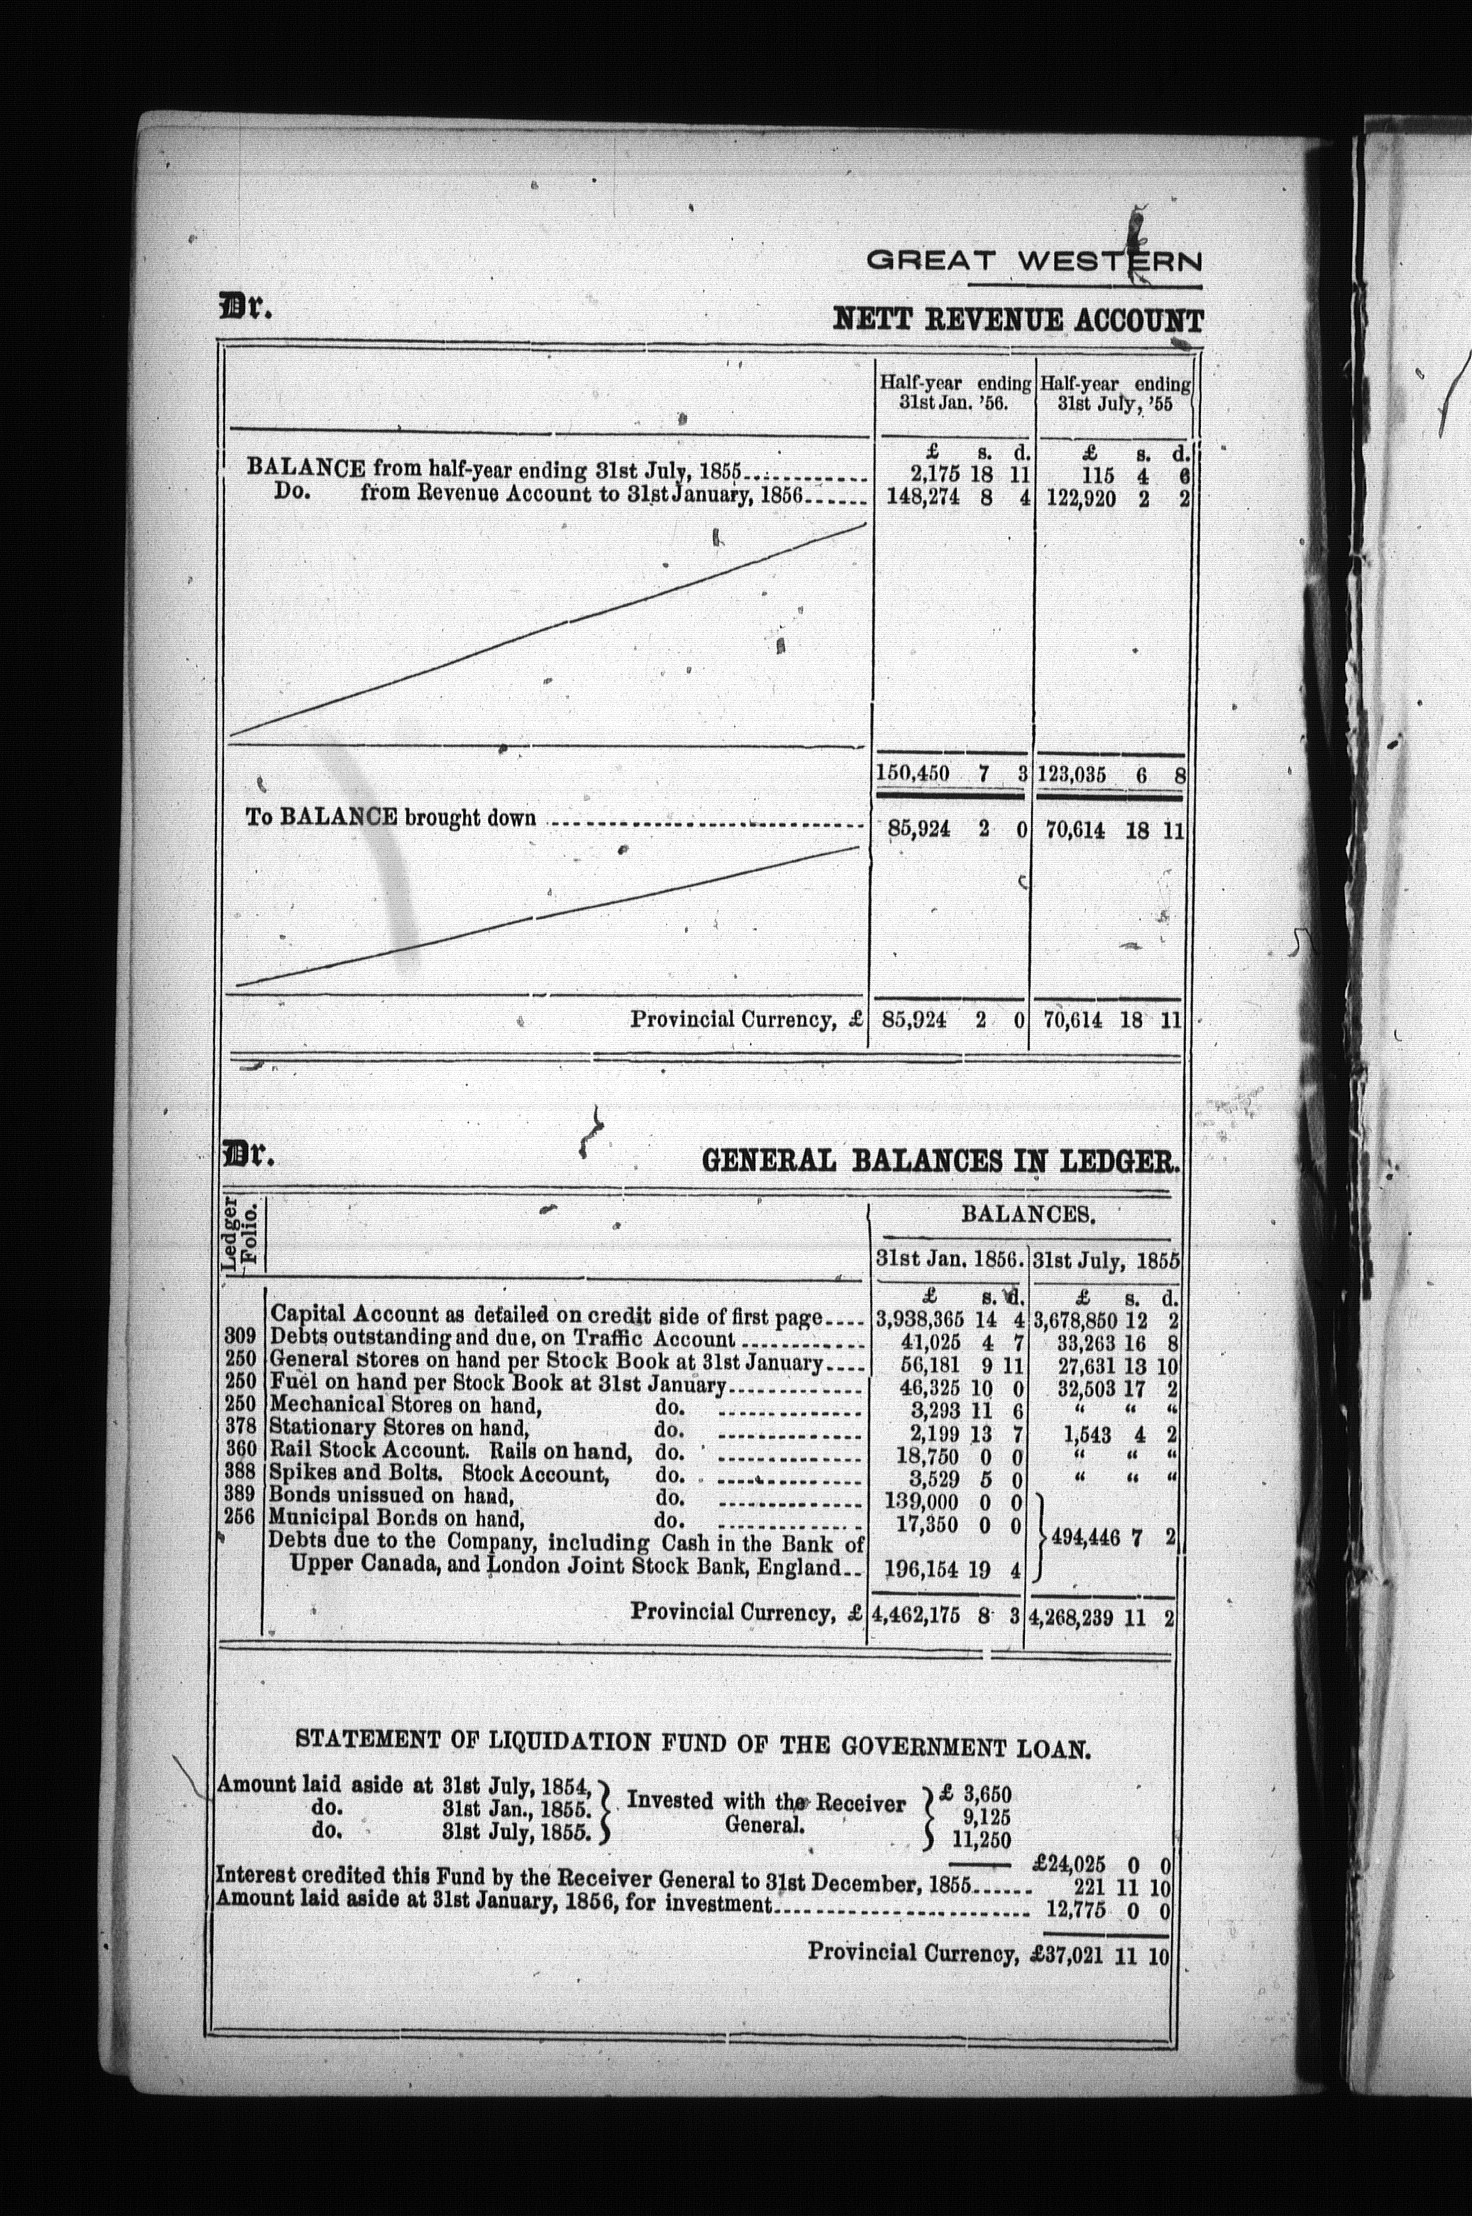 GREAT WESTERN
Dr. NETT REVENUE ACCOUNT
Half-year ending Half-year ending
31st Jan. '56. 31st July, '55
£ s. d. £ s. d.
BALANCE from half-year ending 31st July, 1855 2,175 18 11 115 4 6
Do. from Revenue Account to 31st January, 1856 148,274 8 4 122,920 2 2
150,450 7 3 123,035 6 8
To BALANCE brought down 85,924 2 0 70,614 18 11
Provincial Currency, £ 85,924 2 0 70,614 18 11
Dr. GENERAL BALANCES IN LEDGER.
Ledger Folio.
BALANCES.
31st Jan. 1856. 31st July, 1855
£ s. d. £ s. d.
Capital Account as detailed on credit side of first page 3,938,365 14 4 3,678,850 12 2
309 Debts outstanding and due, on Traffic Account 41,025 4 7 33,263 16 8
250 General Stores on hand per Stock Book at 31st January 56,181 9 11 27,631 13 10
250 Fuel on hand per Stock Book at 31st January 46,325 10 0 32,503 17 2
250 Mechanical Stores on hand, do. 3,293 11 6 " " "
378 Stationary Stores on hand, do. 2,199 13 7 1,543 4 2
360 Rail Stock Account. Rails on hand, do. 18,750 0 0 " " "
388 Spikes and Bolts. Stock Account, do. 3,529 5 0 " " "
389 Bonds unissued on hand, do. 139,000 0 0
256 Municipal Bonds on hand, do. 17,350 0 0
Debts due to the Company, including Cash in the Bank of } 494,446 7 2
Upper Canada, and London Joint Stock Bank, England 196,154 19 4
Provincial Currency, £ 4,462,175 8 3 4,268,239 11 2
STATEMENT OF LIQUIDATION FUND OF THE GOVERNMENT LOAN.
Amount laid aside at 31st July, 1854, } Invested with the Receiver } £ 3,650
do. 31st Jan., 1855. General. 9,125
do. 31st July, 1855. 11,250
£24,025 0 0
Interest credited this Fund by the Receiver General to 31st December, 1855 221 11 10
Amount laid aside at 31st January, 1856, for investment 12,775 0 0
Provincial Currency, £37,021 11 10